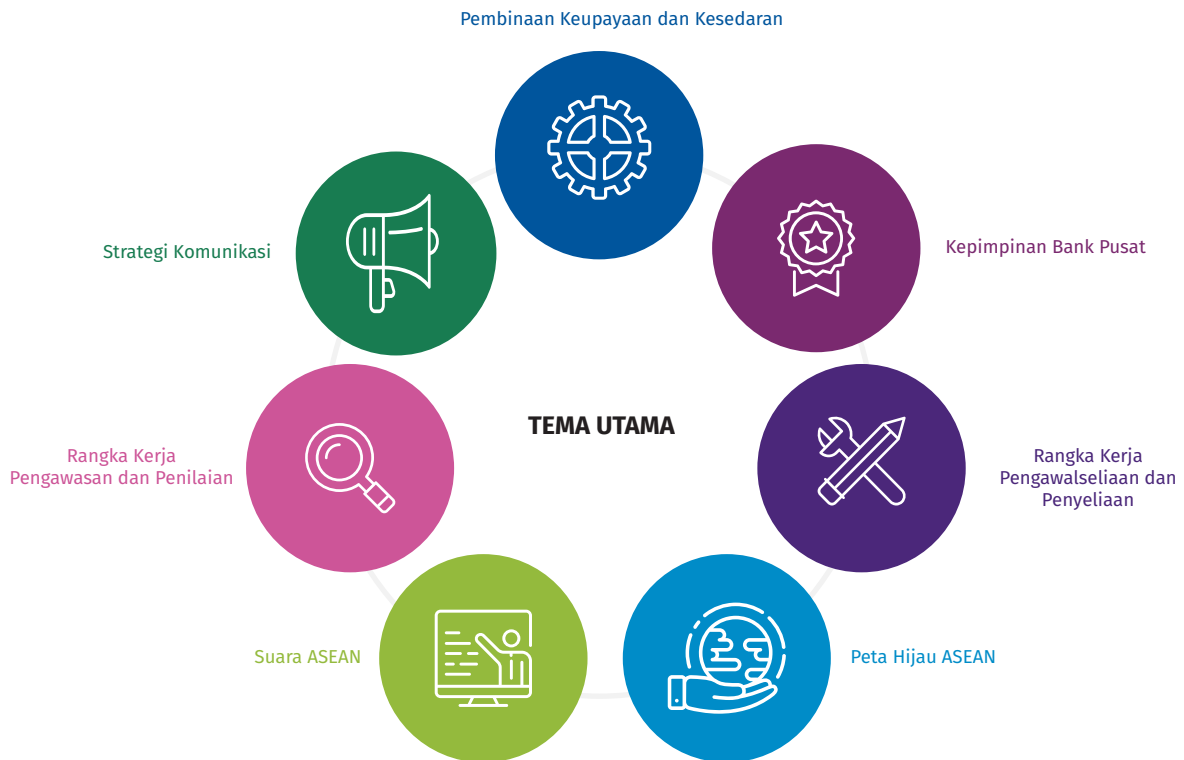 Pembinaan Keupayaan dan Kesedaran
Strategi Komunikasi
Kepimpinan Bank Pusat
TEMA UTAMA
Rangka Kerja
Pengawasan dan Penilaian
Rangka Kerja
Pengawalseliaan dan
Penyeliaan
Suara ASEAN
Peta Hijau ASEAN